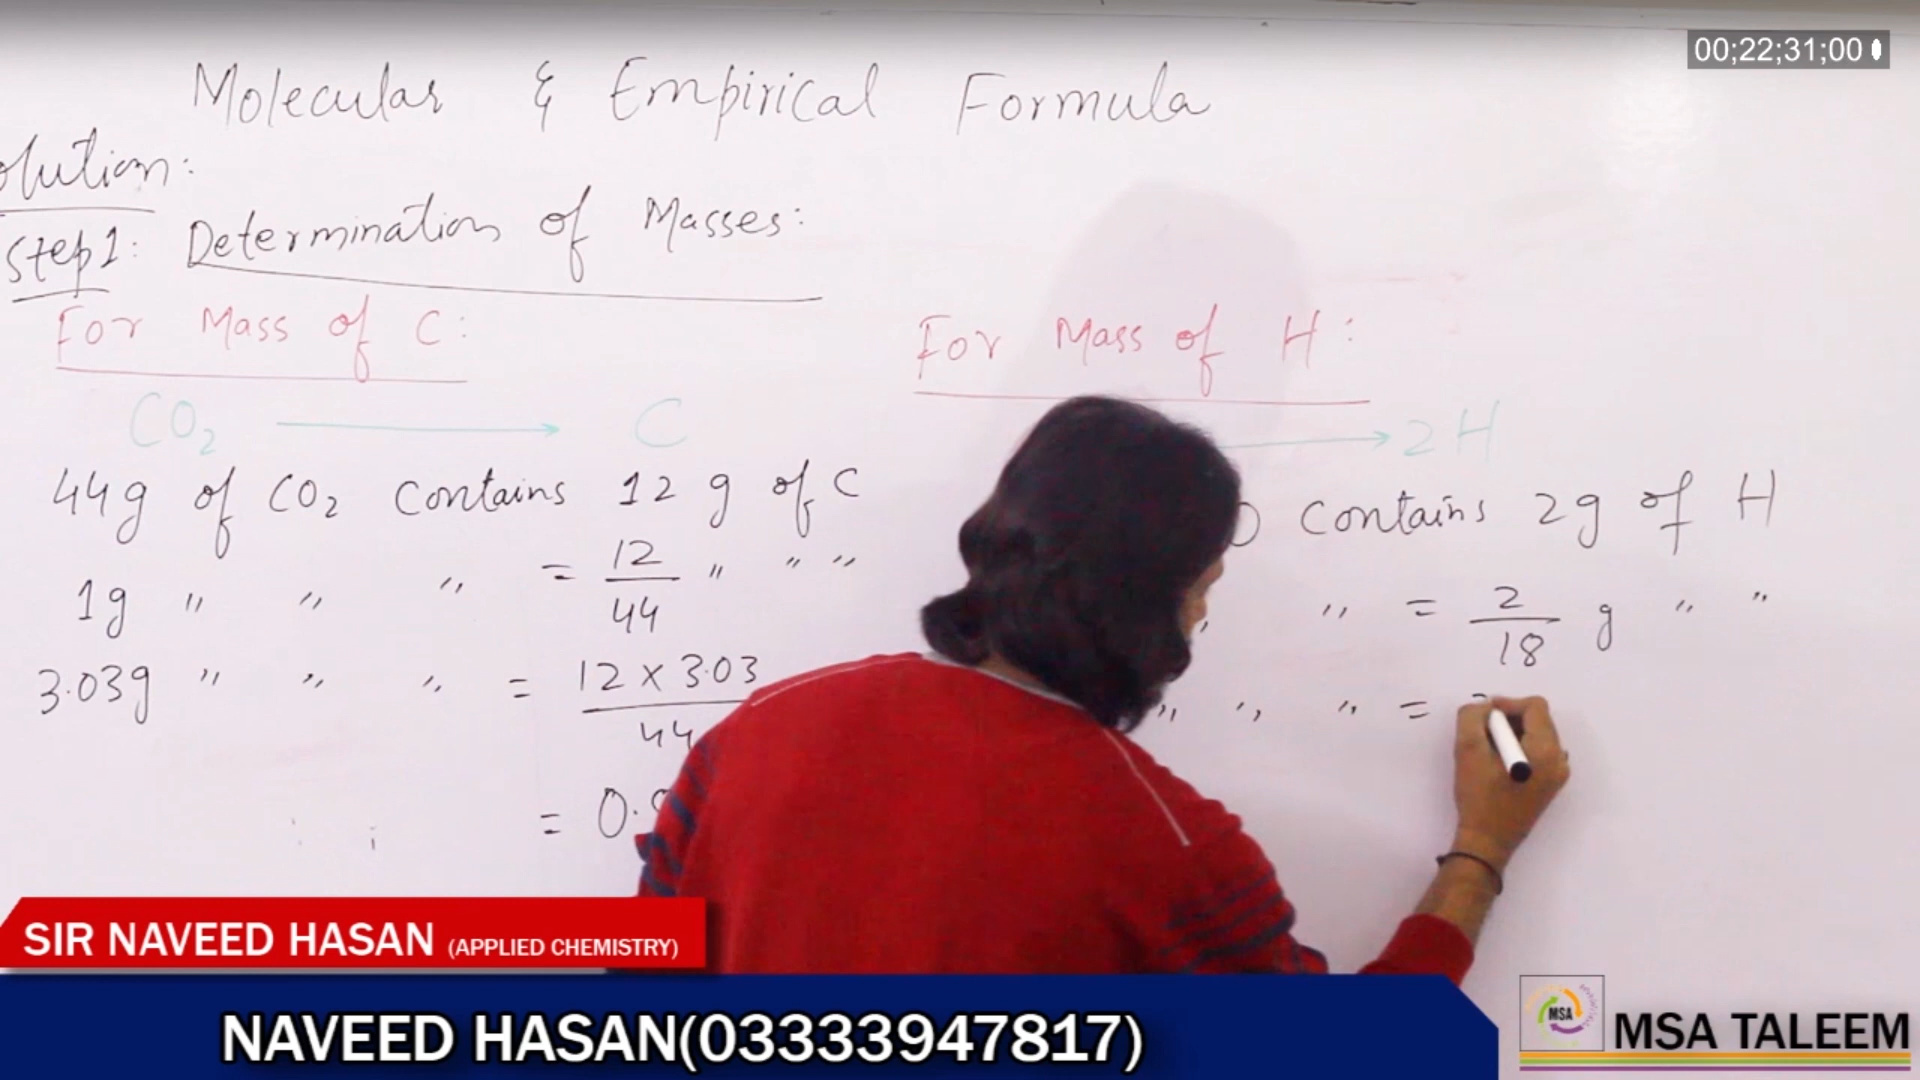 00;22;31;00
Molecular & Empirical Formula
olution:
Step1: Determination of Masses:
For Mass of C:
CO₂ → C
44g of CO₂ contains 12 g of C
1g " " " = 12/44 " " "
3.03g " " " = 12 x 3.03/44
= 0.
For Mass of H:
→ 2H
contains 2g of H
" = 2/18 g " "
" " " =
SIR NAVEED HASAN (APPLIED CHEMISTRY)
NAVEED HASAN(03333947817)
MSA
MSA TALEEM